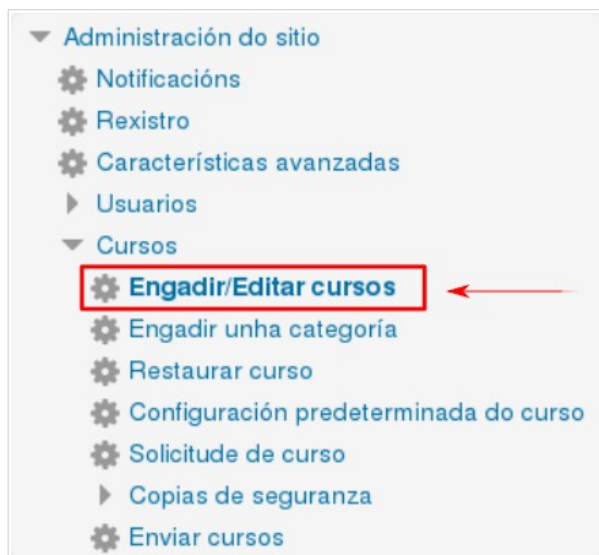 Administración do sitio
Notificacións
Rexistro
Características avanzadas
Usuarios
Cursos
Engadir/Editar cursos
Engadir unha categoría
Restaurar curso
Configuración predeterminada do curso
Solicitude de curso
Copias de seguranza
Enviar cursos